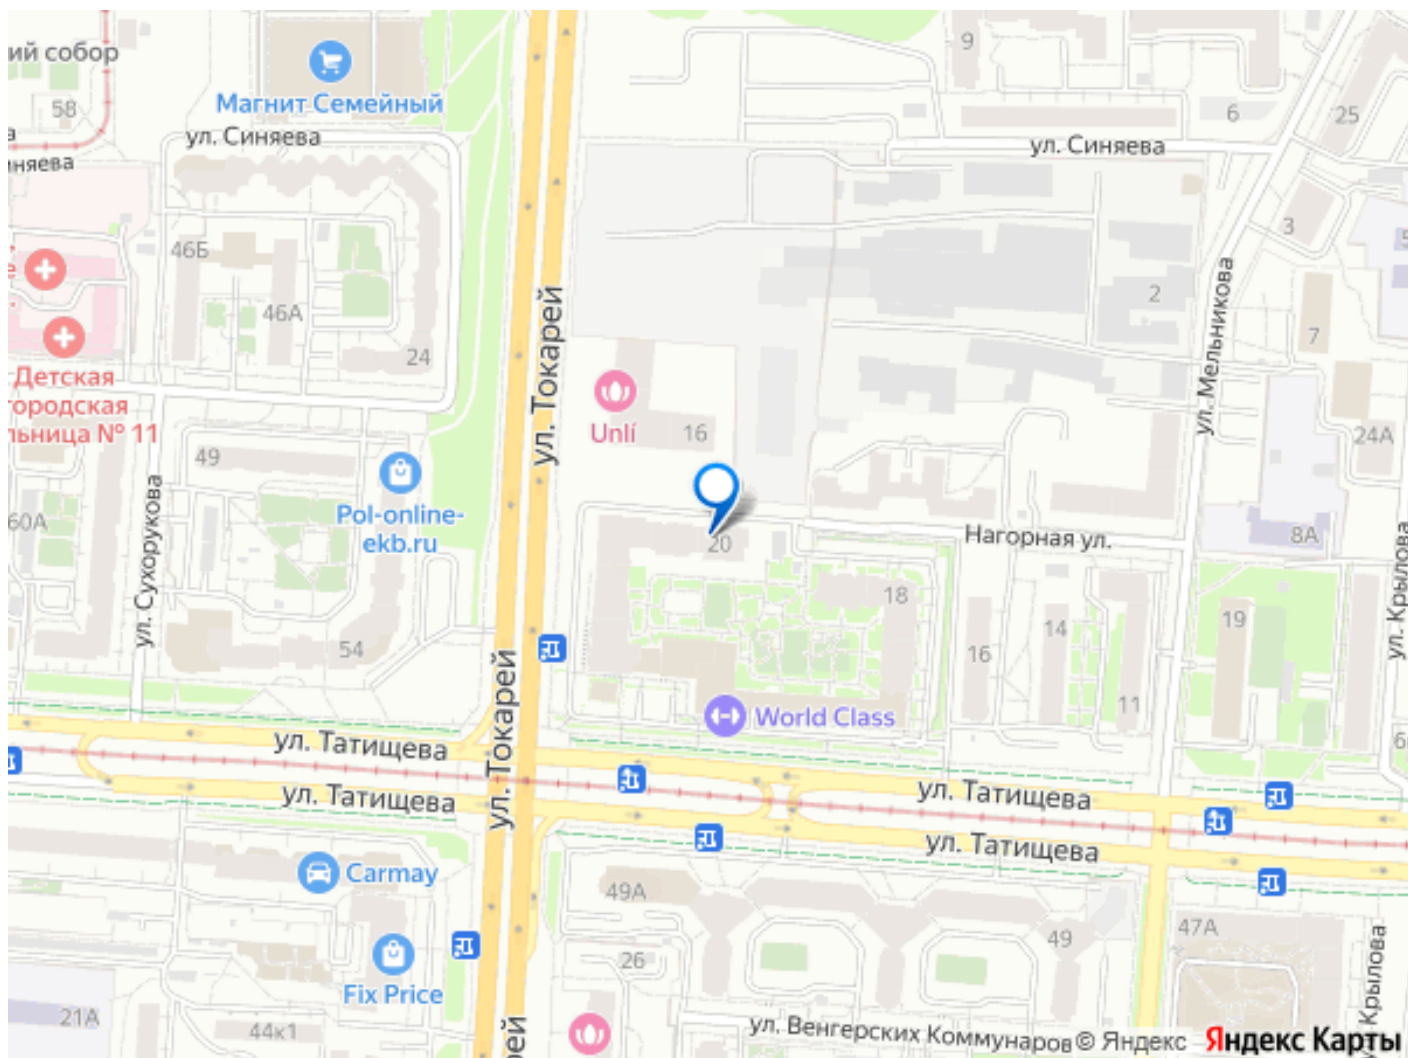 ий собор
Магнит Семейный
58
ул. Синяева
9
6
25
ул. Синяева
3
46Б
46А
24
2
7
ул. Мельникова
ул. Токарей
Детская
городская
льница № 11
Unlí
16
24А
49
Pol-online-
ekb.ru
60А
ул. Сухорукова
20
Нагорная ул.
8А
ул. Крылова
18
54
16
14
19
11
World Class
ул. Токарей
ул. Татищева
ул. Татищева
ул. Татищева
ул. Татищева
Carmay
49А
49
47А
26
Fix Price
21А
44к1
ул. Венгерских Коммунаров
© Яндекс
Яндекс Карты
Крылова